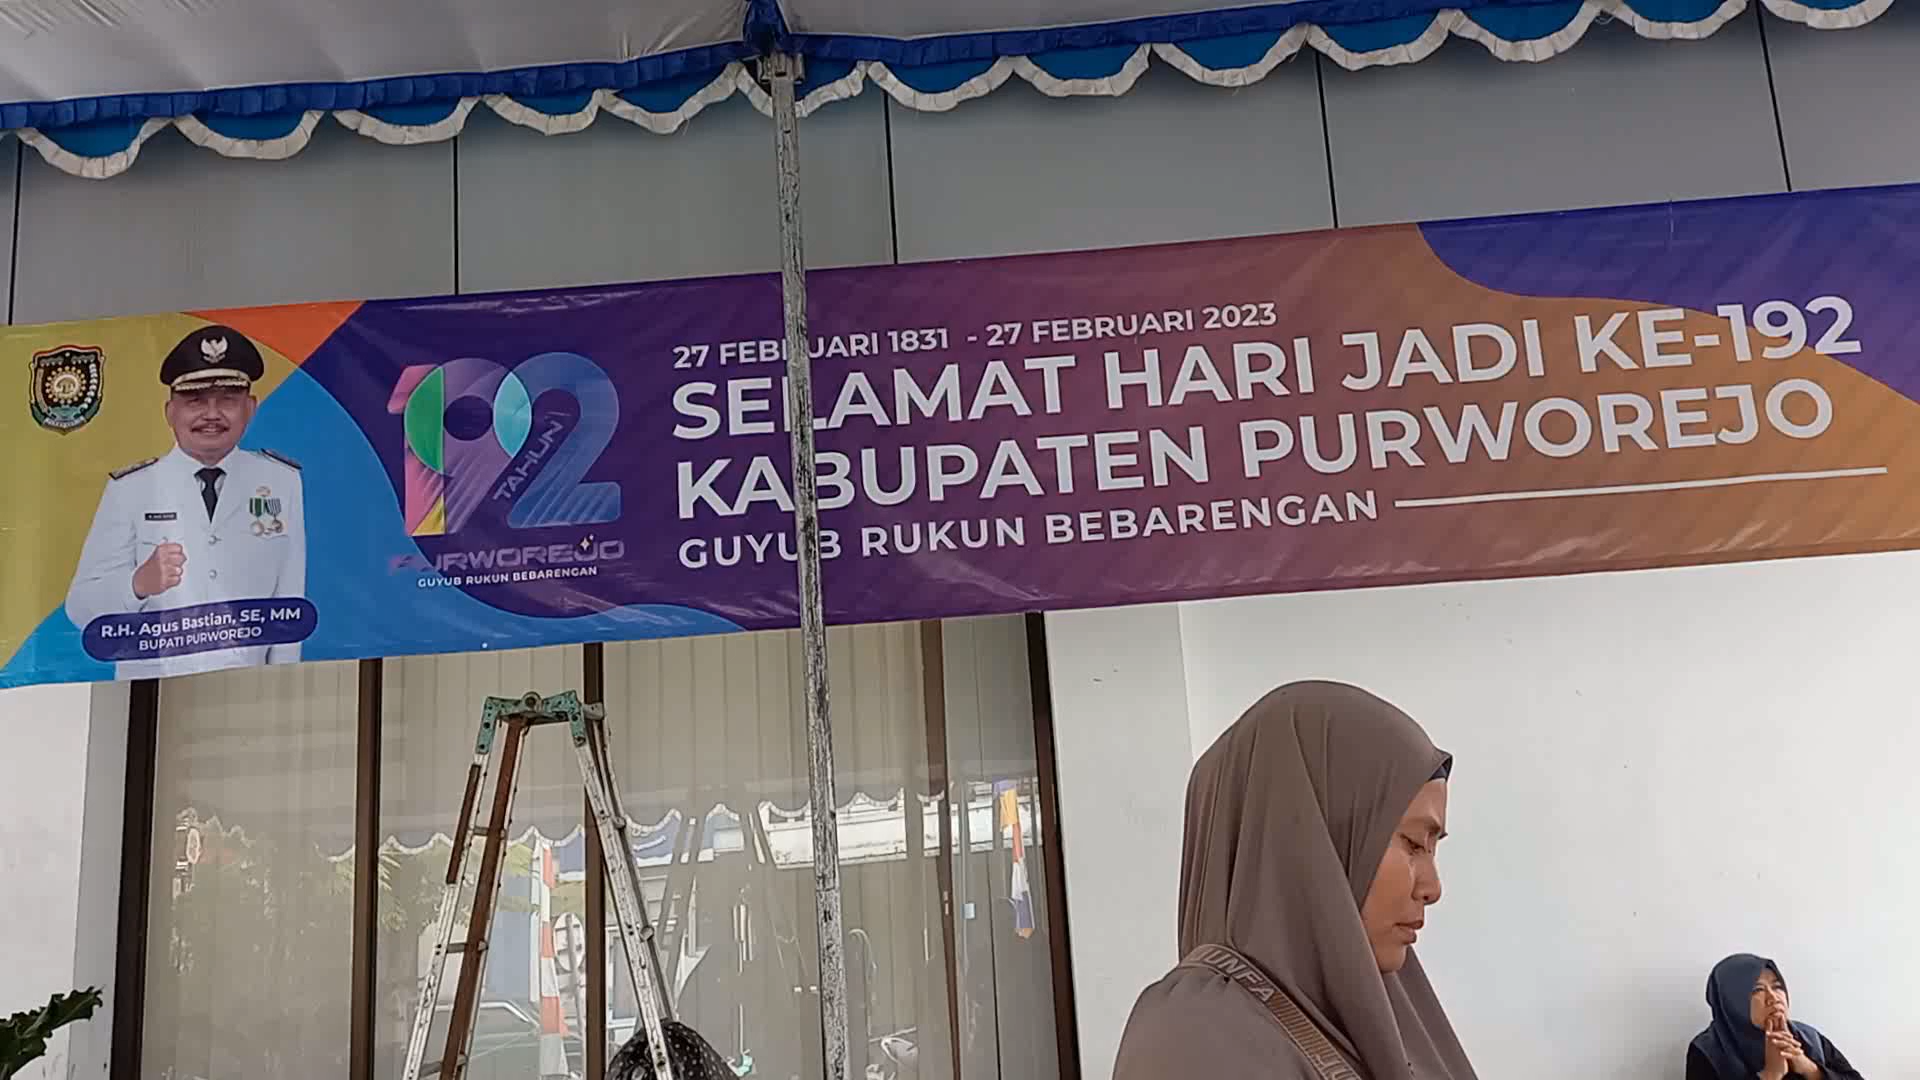 27 FEBRUARI 1831 - 27 FEBRUARI 2023
SELAMAT HARI JADI KE-192
KABUPATEN PURWOREJO
GUYUB RUKUN BEBARENGAN
192
TAHUN
PURWOREJO
GUYUB RUKUN BEBARENGAN
R.H. Agus Bastian, SE, MM
BUPATI PURWOREJO